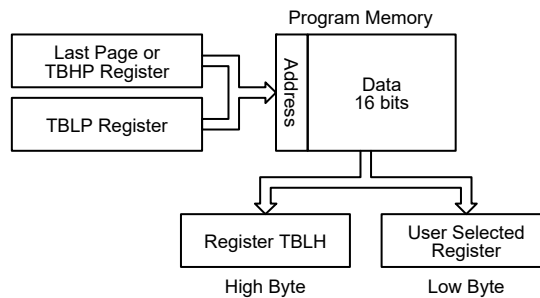 Program Memory
Last Page or
TBHP Register
TBLP Register
Address
Data
16 bits
Register TBLH
User Selected
Register
High Byte
Low Byte